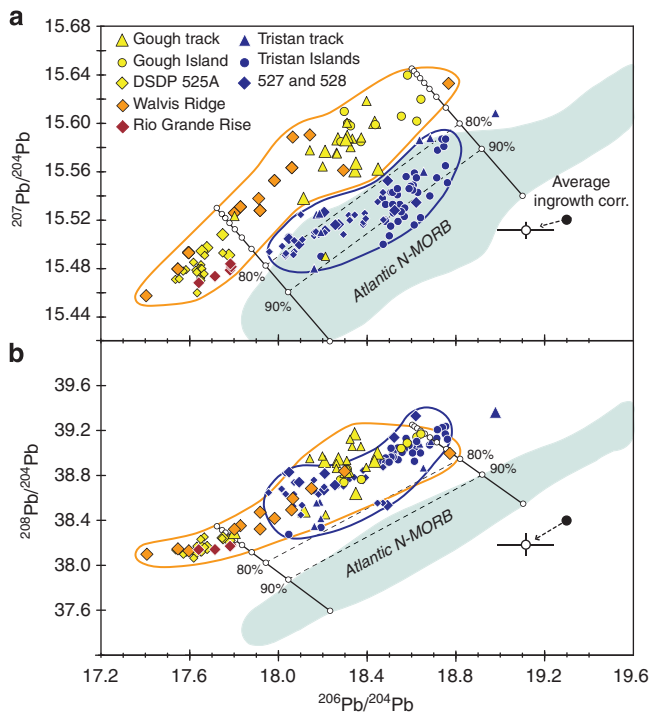 a
15.68
15.64
15.60
15.56
15.52
15.48
15.44
207Pb/204Pb
Gough track
Gough Island
DSDP 525A
Walvis Ridge
Rio Grande Rise
Tristan track
Tristan Islands
527 and 528
80%
90%
80%
90%
Atlantic N-MORB
Average
ingrowth corr.
b
39.6
39.2
38.8
38.4
38.0
37.6
208Pb/204Pb
80%
90%
80%
90%
Atlantic N-MORB
17.2 17.6 18.0 18.4 18.8 19.2 19.6
206Pb/204Pb